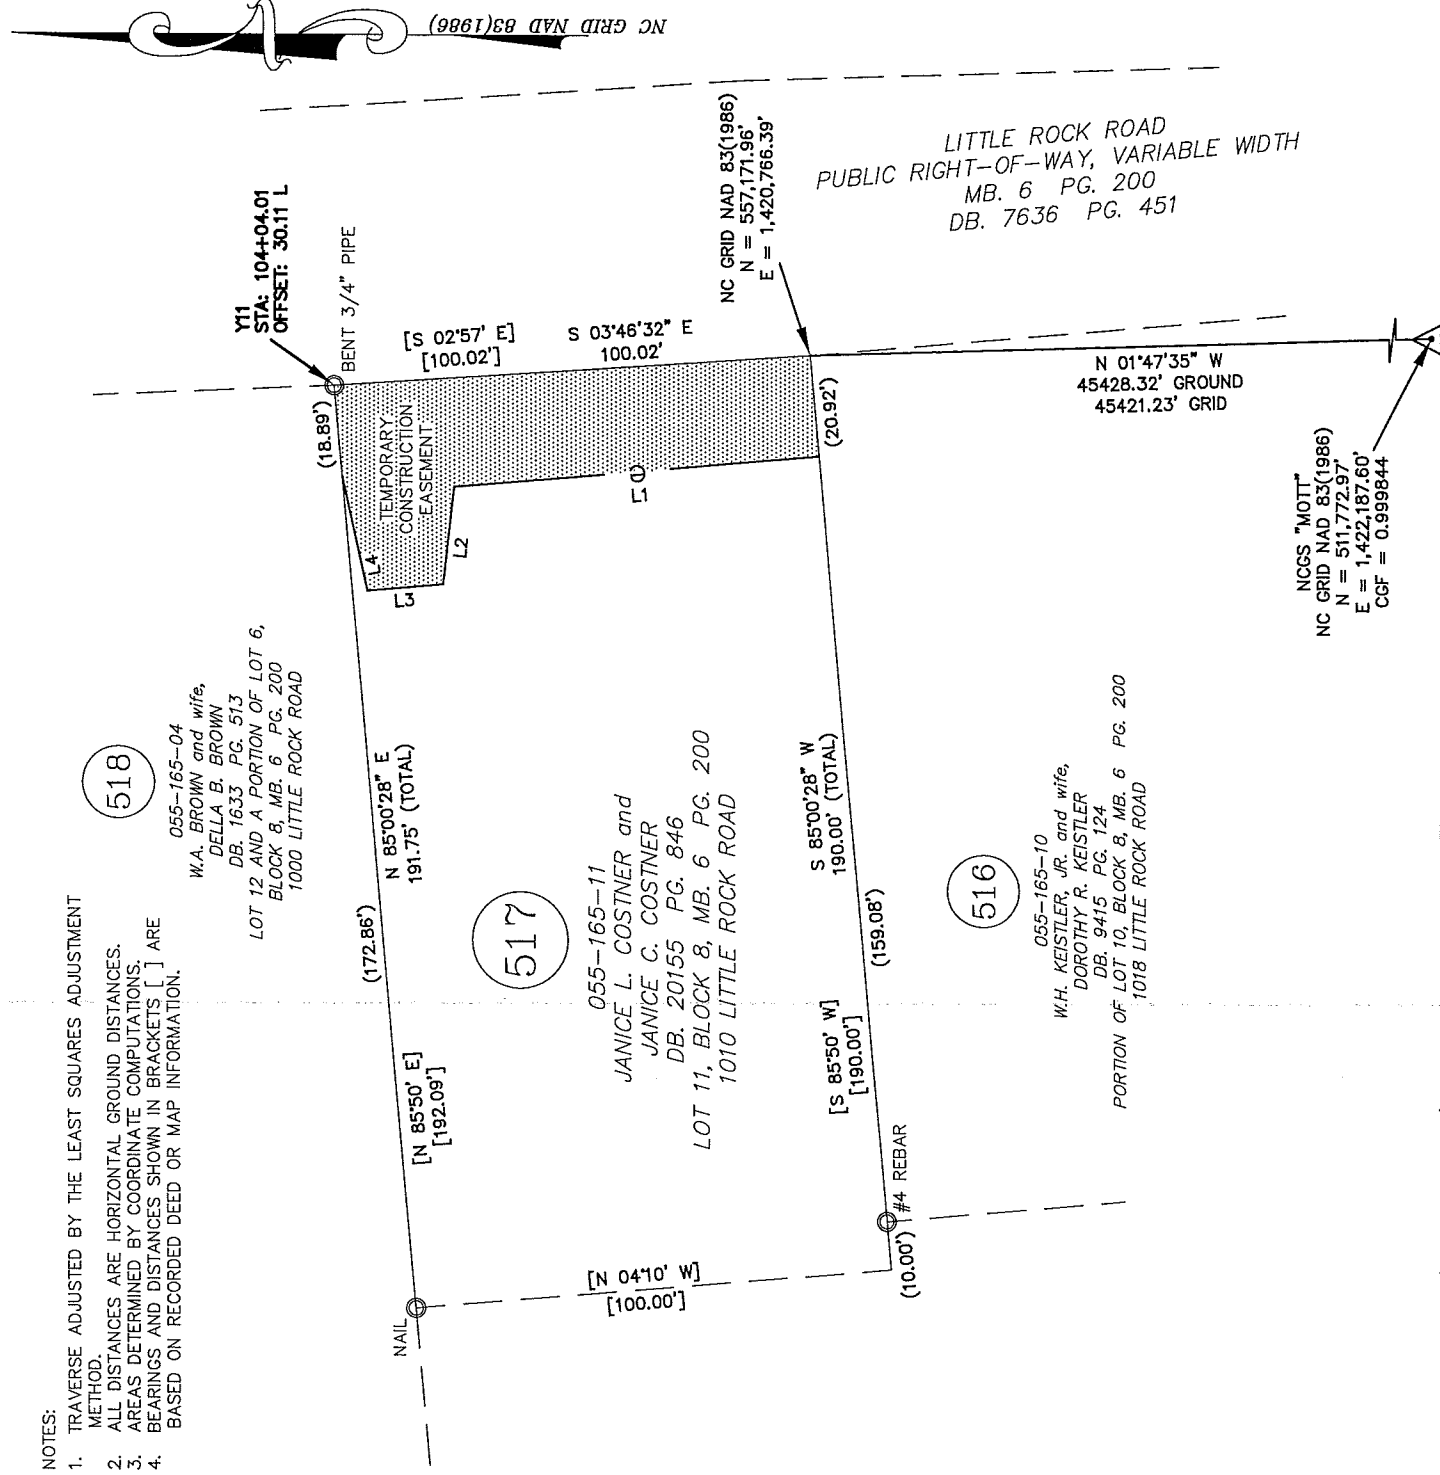 NC GRID NAD 83(1986)
LITTLE ROCK ROAD
PUBLIC RIGHT-OF-WAY, VARIABLE WIDTH
MB. 6 PG. 200
DB. 7636 PG. 451
Y11
STA: 104+04.01
OFFSET: 30.11 L
BENT 3/4" PIPE
[S 02°57' E]
[100.02']
S 03°46'32" E
100.02'
NC GRID NAD 83(1986)
N = 557,171.96'
E = 1,420,766.39'
N 01°47'35" W
45428.32' GROUND
45421.23' GRID
NCGS "MOTT"
NC GRID NAD 83(1986)
N = 511,772.97'
E = 1,422,187.60'
CGF = 0.999844
(18.89')
TEMPORARY
CONSTRUCTION
EASEMENT
(20.92')
L1
L2
L3
L4
518
055-165-04
W.A. BROWN and wife,
DELLA B. BROWN
DB. 1633 PG. 513
LOT 12 AND A PORTION OF LOT 6,
BLOCK 8, MB. 6 PG. 200
1000 LITTLE ROCK ROAD
N 85°00'28" E
191.75' (TOTAL)
(172.86')
[N 85°50' E]
[192.09']
517
055-165-11
JANICE L. COSTNER and
JANICE C. COSTNER
DB. 20155 PG. 846
LOT 11, BLOCK 8, MB. 6 PG. 200
1010 LITTLE ROCK ROAD
S 85°00'28" W
190.00' (TOTAL)
(159.08')
[S 85°50' W]
[190.00']
516
055-165-10
W.H. KEISTLER, JR. and wife,
DOROTHY R. KEISTLER
DB. 9415 PG. 124
PORTION OF LOT 10, BLOCK 8, MB. 6 PG. 200
1018 LITTLE ROCK ROAD
#4 REBAR
(10.00')
[N 04°10' W]
[100.00']
NAIL
NOTES:
1. TRAVERSE ADJUSTED BY THE LEAST SQUARES ADJUSTMENT
METHOD.
2. ALL DISTANCES ARE HORIZONTAL GROUND DISTANCES.
3. AREAS DETERMINED BY COORDINATE COMPUTATIONS.
4. BEARINGS AND DISTANCES SHOWN IN BRACKETS [ ] ARE
BASED ON RECORDED DEED OR MAP INFORMATION.